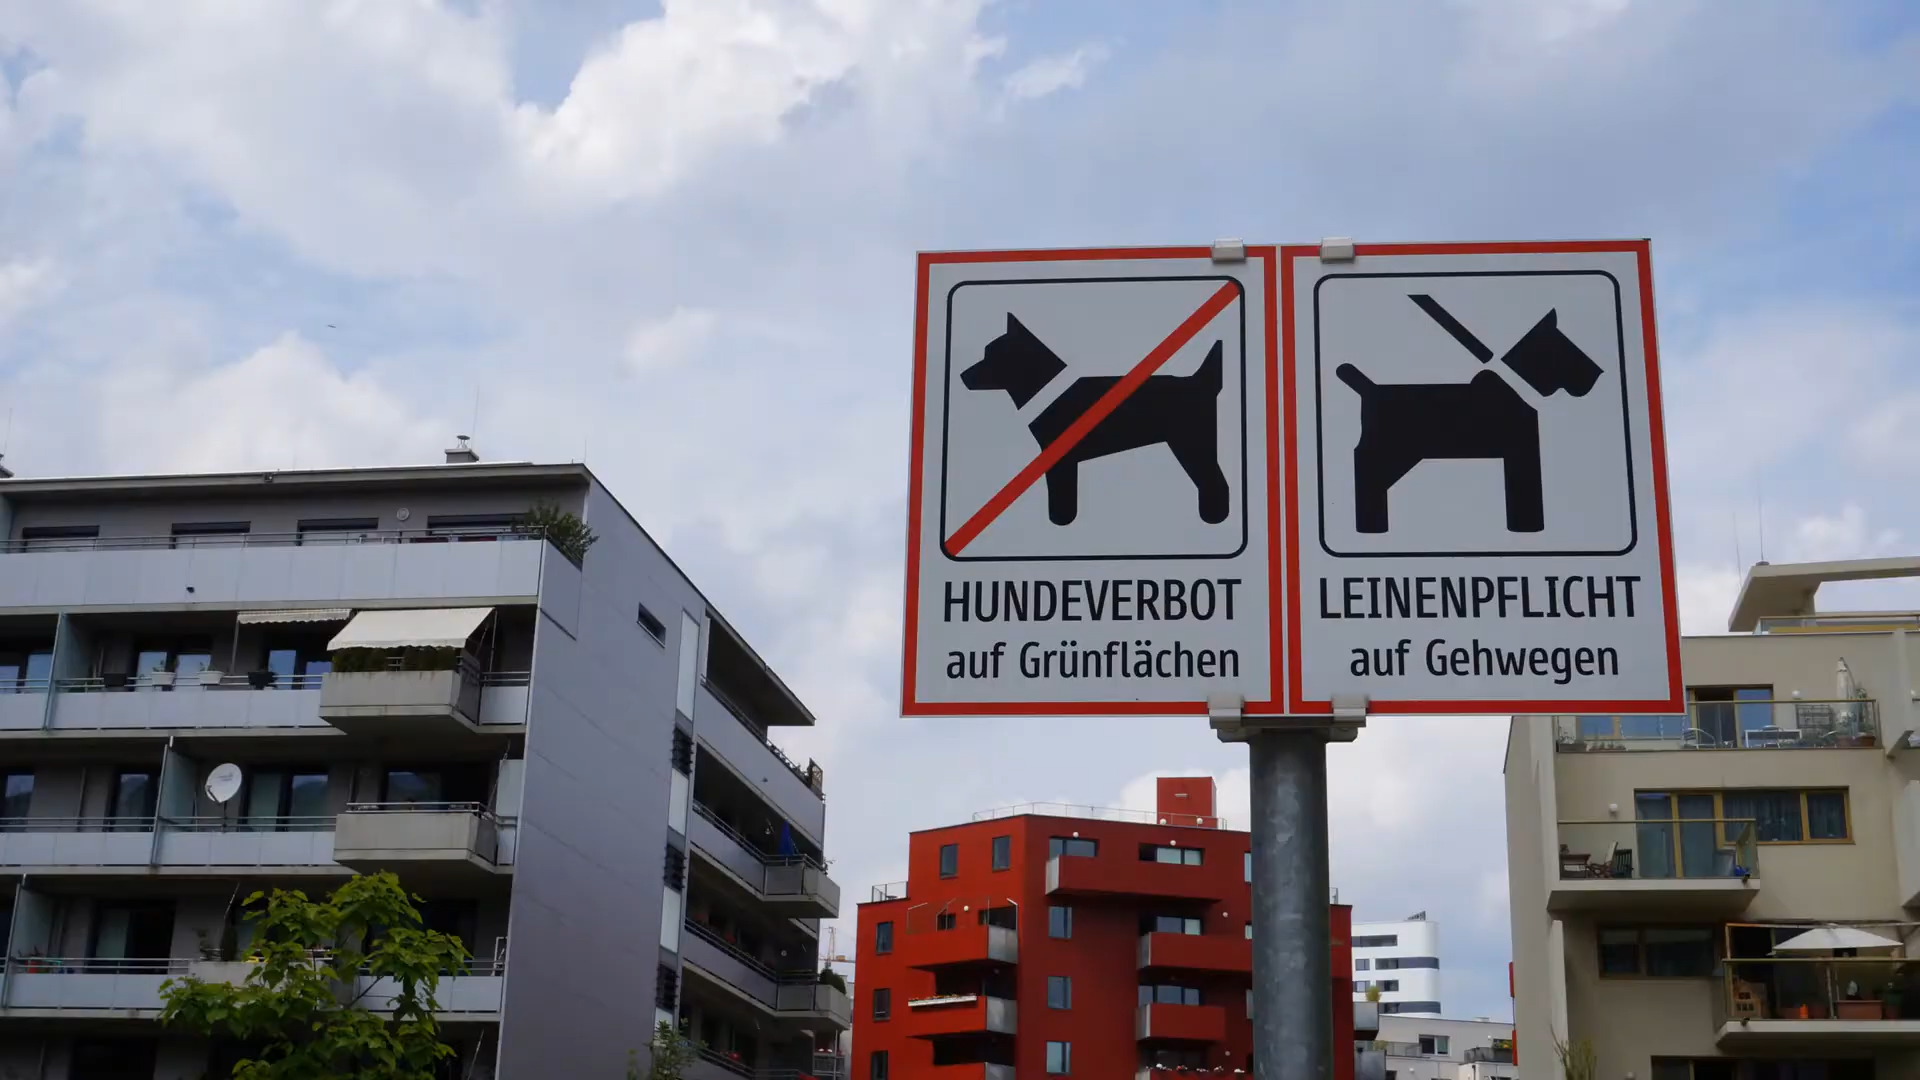 HUNDEVERBOT
auf Grünflächen
LEINENPFLICHT
auf Gehwegen